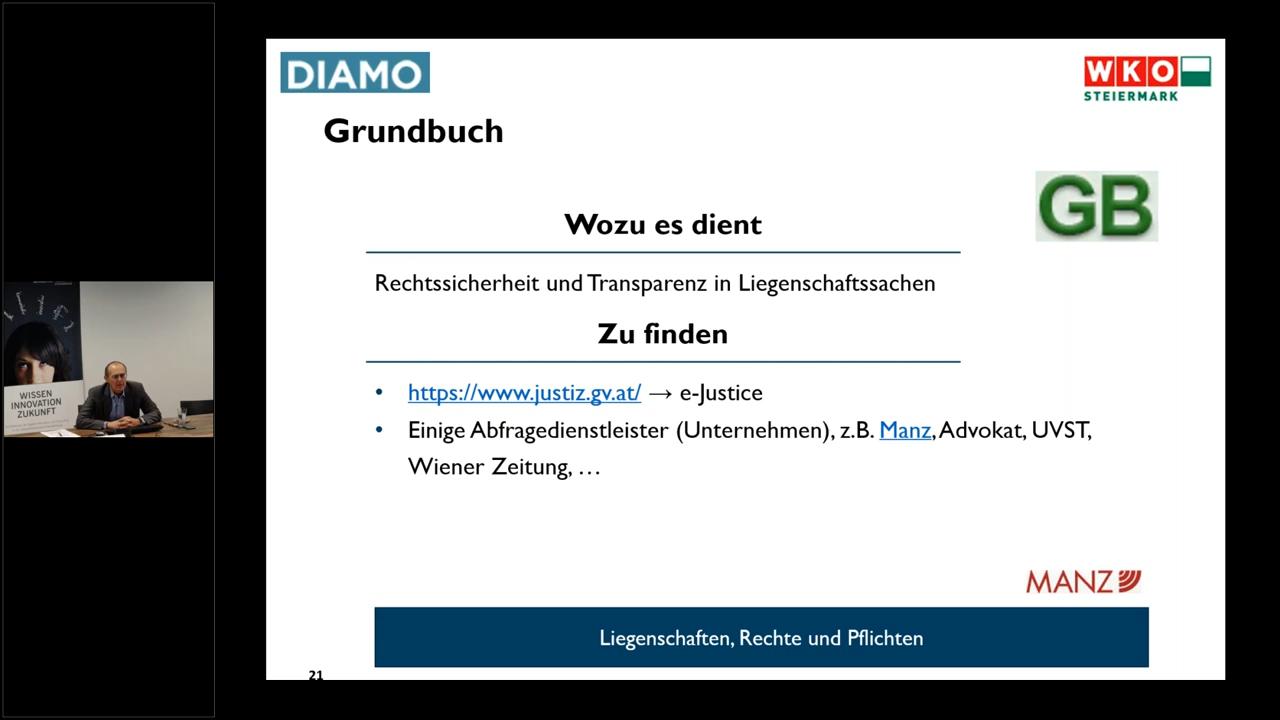 DIAMO
WKO
STEIERMARK
Grundbuch
GB
Wozu es dient
Rechtssicherheit und Transparenz in Liegenschaftssachen
Zu finden
• https://www.justiz.gv.at/ → e-Justice
• Einige Abfragedienstleister (Unternehmen), z.B. Manz, Advokat, UVST,
Wiener Zeitung, …
WISSEN
INNOVATION
ZUKUNFT
MANZ
Liegenschaften, Rechte und Pflichten
21